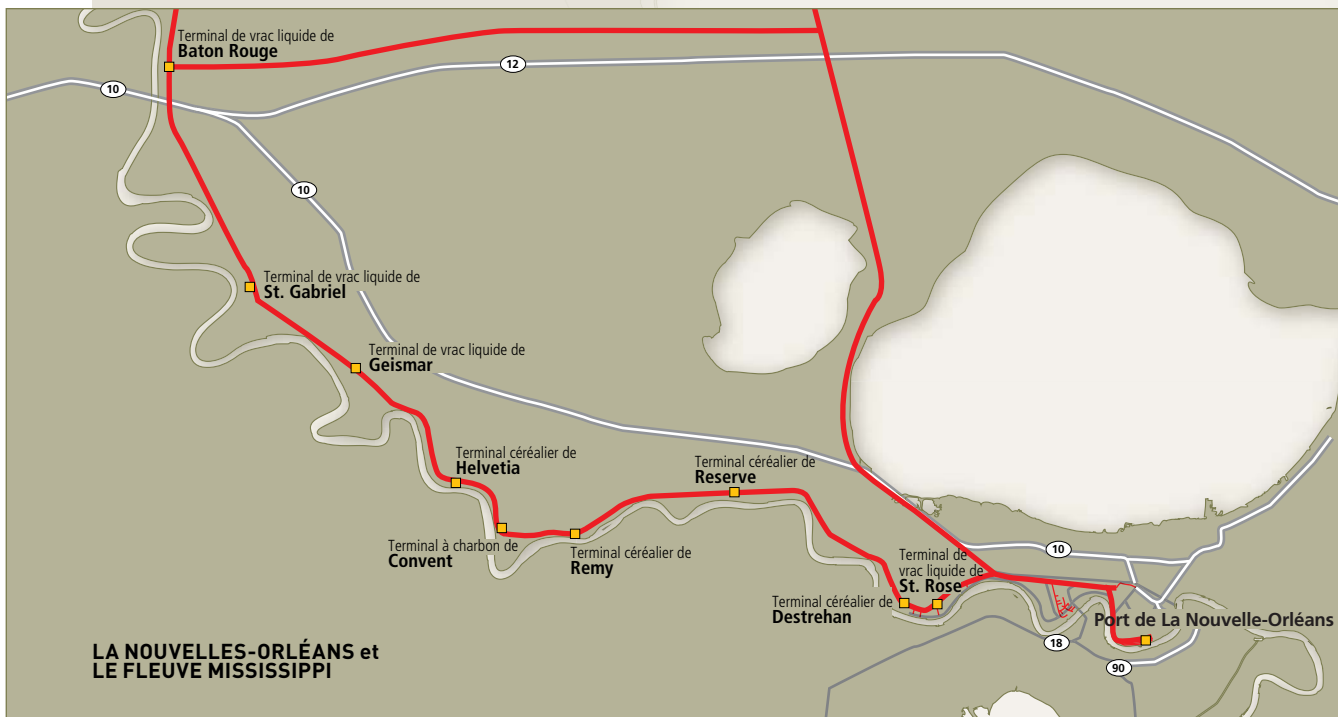 Terminal de vrac liquide de
Baton Rouge
12
10
10
Terminal de vrac liquide de
St. Gabriel
Terminal de vrac liquide de
Geismar
Terminal céréalier de
Helvetia
Terminal céréalier de
Reserve
Terminal à charbon de
Convent
Terminal céréalier de
Remy
Terminal de
vrac liquide de
St. Rose
10
Terminal céréalier de
Destrehan
Port de La Nouvelle-Orléans
18
90
LA NOUVELLES-ORLÉANS et
LE FLEUVE MISSISSIPPI